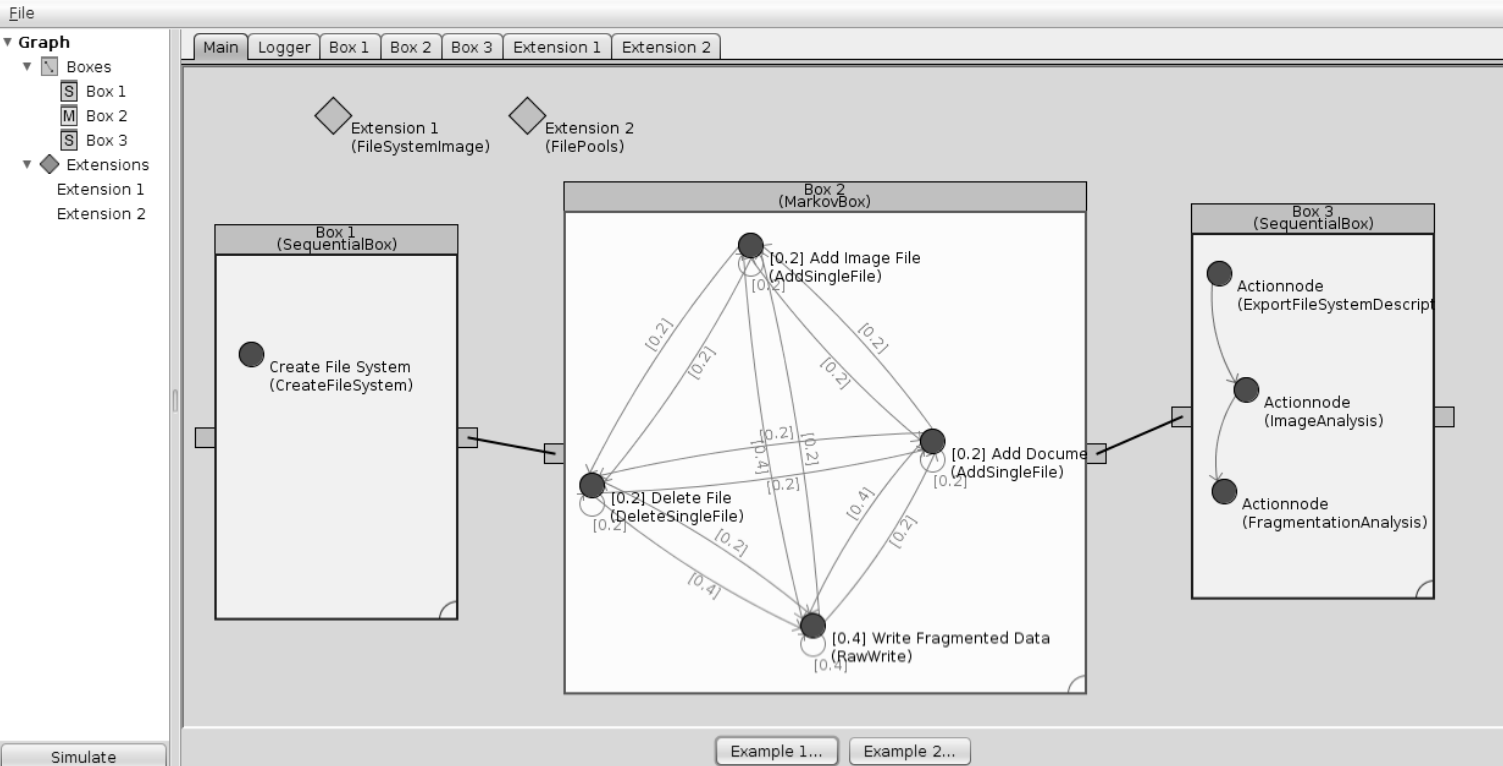 File
Graph
Boxes
S Box 1
M Box 2
S Box 3
Extensions
Extension 1
Extension 2
Simulate
Main Logger Box 1 Box 2 Box 3 Extension 1 Extension 2
Extension 1
(FileSystemImage)
Extension 2
(FilePools)
Box 1
(SequentialBox)
Create File System
(CreateFileSystem)
Box 2
(MarkovBox)
[0.2] Add Image File
(AddSingleFile)
[0.2]
[0.2]
[0.2]
[0.2]
[0.2]
[0.2]
[0.4]
[0.2]
[0.2]
[0.2] Add Docume
(AddSingleFile)
[0.2]
[0.2] Delete File
(DeleteSingleFile)
[0.2]
[0.2]
[0.4]
[0.4]
[0.2]
[0.4] Write Fragmented Data
(RawWrite)
[0.4]
Box 3
(SequentialBox)
Actionnode
(ExportFileSystemDescript
Actionnode
(ImageAnalysis)
Actionnode
(FragmentationAnalysis)
Example 1... Example 2...